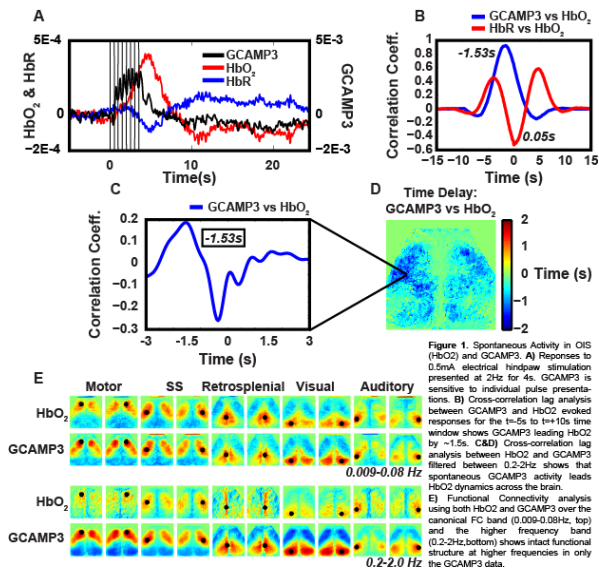 A
5E-4
5E-3
GCAMP3
HbO2
HbR
HbO2 & HbR
GCAMP3
0
0
−2E-4
−2E-3
0
10
20
Time(s)
B
GCAMP3 vs HbO2
HbR vs HbO2
Correlation Coeff.
1
0.8
0.6
0.4
0.2
0
−0.2
−0.4
−0.6
-1.53s
0.05s
−15
−10
−5
0
5
10
15
Time (s)
C
GCAMP3 vs HbO2
Correlation Coeff.
0.2
0.1
0
−0.1
−0.2
−0.3
-1.53s
-3
-1.5
0
1.5
3
Time (s)
D
Time Delay:
GCAMP3 vs HbO2
2
1
0
−1
−2
Time (s)
Figure 1. Spontaneous Activity in OIS
(HbO2) and GCAMP3. A) Reponses to
0.5mA electrical hindpaw stimulation
presented at 2Hz for 4s. GCAMP3 is
sensitive to individual pulse presenta-
tions. B) Cross-correlation lag analysis
between GCAMP3 and HbO2 evoked
responses for the t=-5s to t=+10s time
window shows GCAMP3 leading HbO2
by ~1.5s. C&D) Cross-correlation lag
analysis between HbO2 and GCAMP3
filtered between 0.2-2Hz shows that
spontaneous GCAMP3 activity leads
HbO2 dynamics across the brain.
E) Functional Connectivity analysis
using both HbO2 and GCAMP3 over the
canonical FC band (0.009-0.08Hz, top)
and the higher frequency band
(0.2-2Hz,bottom) shows intact functional
structure at higher frequencies in only
the GCAMP3 data.
E
Motor
SS
Retrosplenial
Visual
Auditory
HbO2
GCAMP3
0.009-0.08 Hz
HbO2
GCAMP3
0.2-2.0 Hz